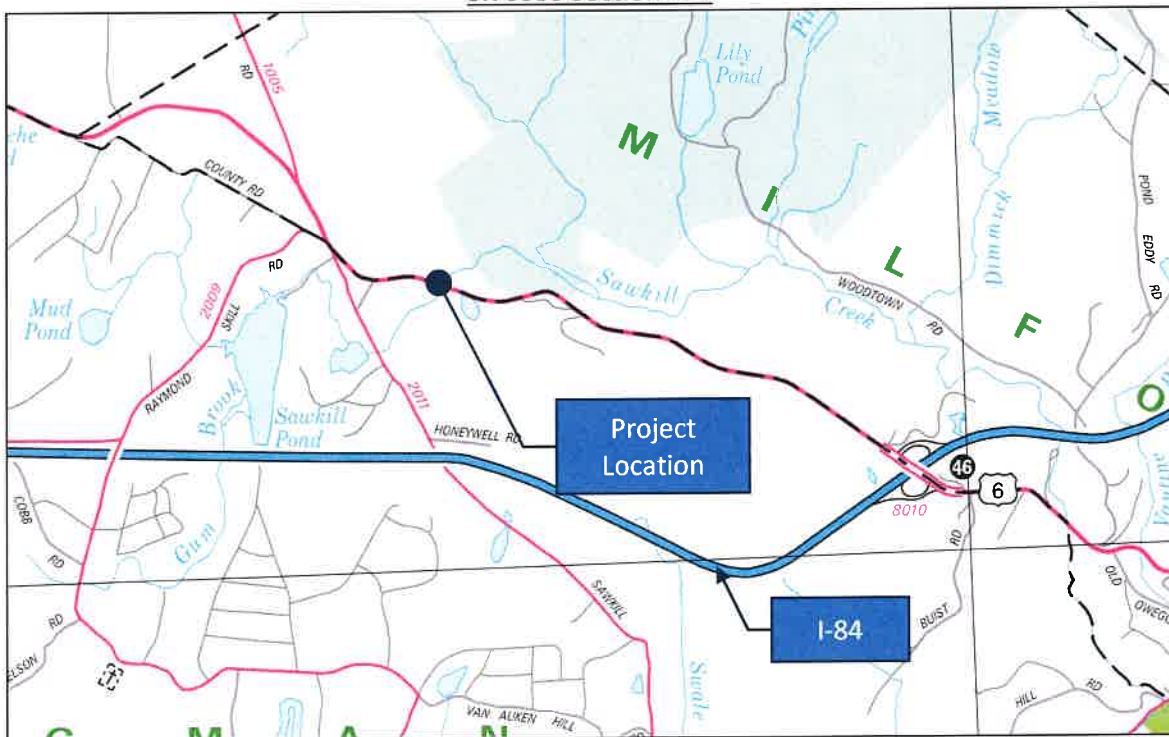 1005
RD
Lily
Pond
Meadow
M
COUNTY RD
I
POND
EDDY
RD
RD
2009
SKILL
RAYMOND
Mud
Pond
Sawkill
Creek
WOODTOWN
RD
L
Dimmick
F
O
Brook
Sawkill
Pond
2011
HONEYWELL RD
Project
Location
46
6
8010
COBB
RD
Gum
SAWKILL
I-84
BUIST
RD
OLD
OWEGO
RD
Swale
HILL RD
VAN AUKEN HILL
M A N